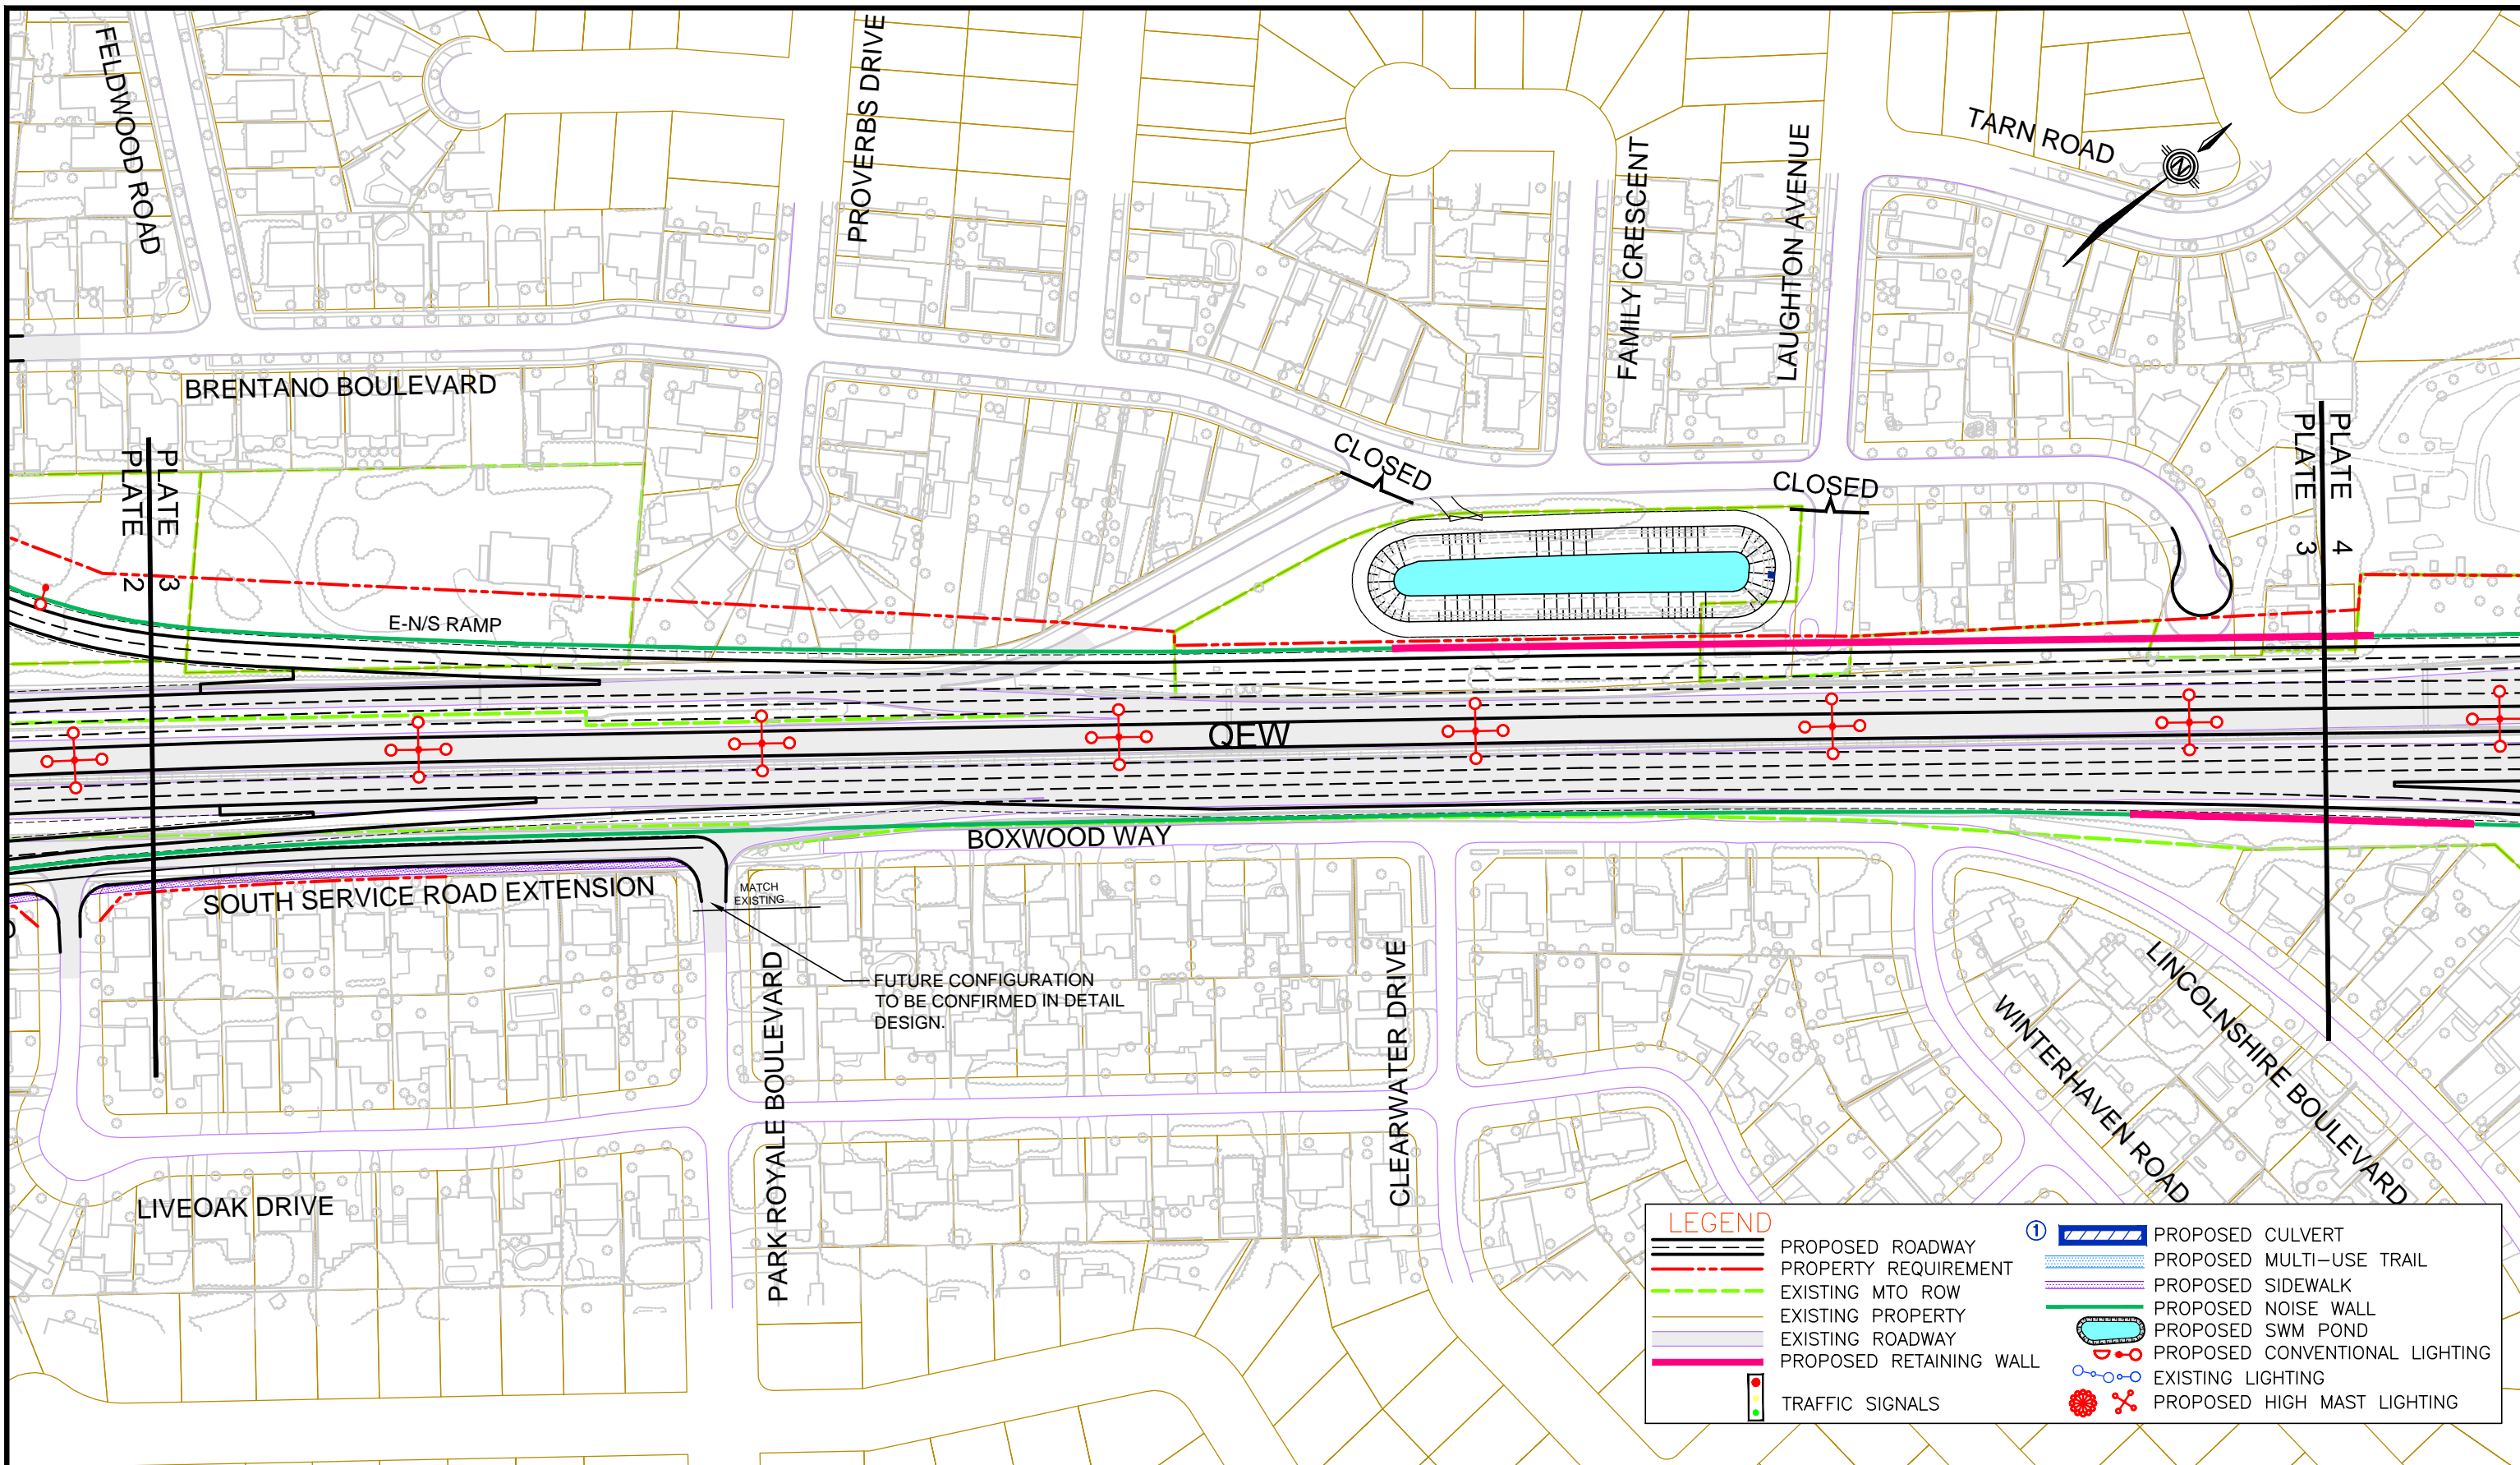 FELDWOOD ROAD
PROVERBS DRIVE
FAMILY CRESCENT
LAUGHTON AVENUE
TARN ROAD
N
BRENTANO BOULEVARD
CLOSED
CLOSED
PLATE 2
PLATE 3
PLATE 3
PLATE 4
E-N/S RAMP
QEW
BOXWOOD WAY
SOUTH SERVICE ROAD EXTENSION
MATCH
EXISTING
FUTURE CONFIGURATION
TO BE CONFIRMED IN DETAIL
DESIGN.
PARK ROYALE BOULEVARD
CLEARWATER DRIVE
WINTERHAVEN ROAD
LINCOLNSHIRE BOULEVARD
LIVEOAK DRIVE
LEGEND
PROPOSED ROADWAY
PROPERTY REQUIREMENT
EXISTING MTO ROW
EXISTING PROPERTY
EXISTING ROADWAY
PROPOSED RETAINING WALL
TRAFFIC SIGNALS
1 PROPOSED CULVERT
PROPOSED MULTI-USE TRAIL
PROPOSED SIDEWALK
PROPOSED NOISE WALL
PROPOSED SWM POND
PROPOSED CONVENTIONAL LIGHTING
EXISTING LIGHTING
PROPOSED HIGH MAST LIGHTING